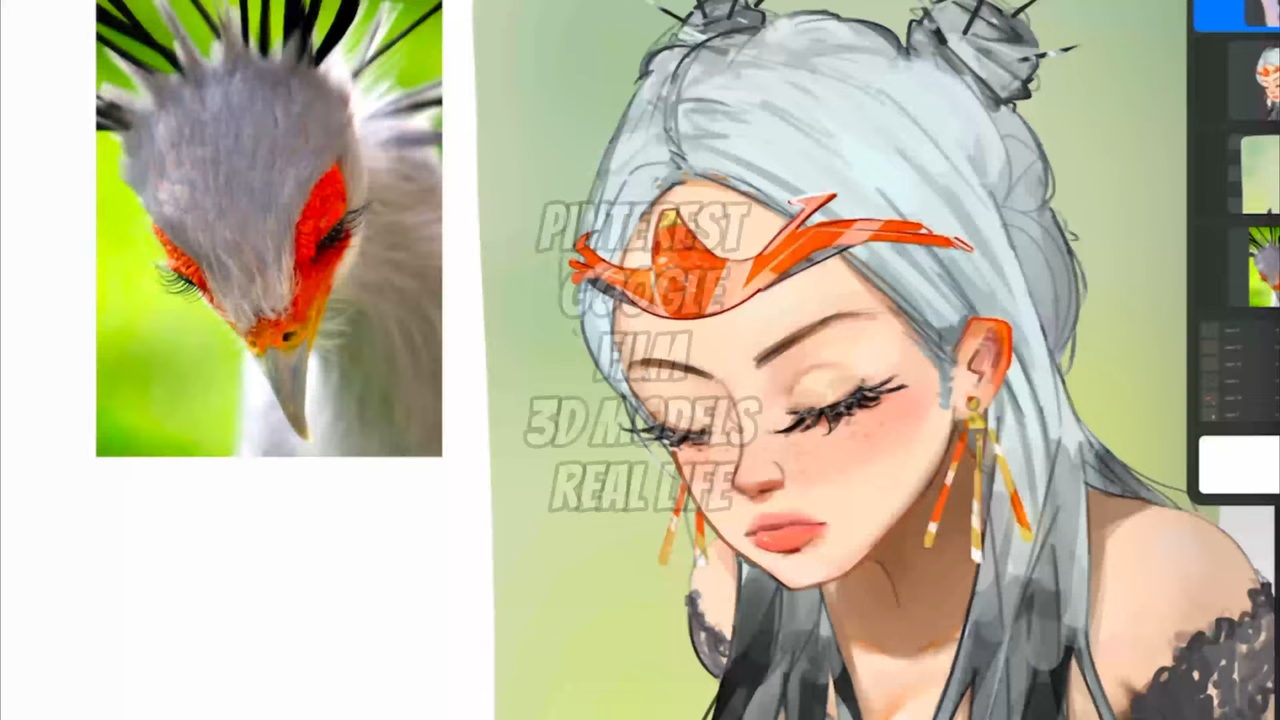 PINTEREST
GOOGLE
FILM
3D MODELS
REAL LIFE